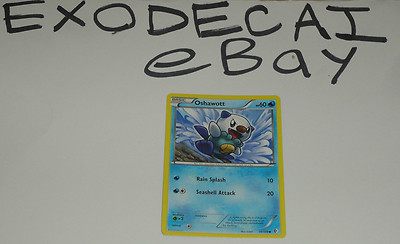 EXODECAI
eBay
Oshawott
60
Rain Splash 10
Seashell Attack 20